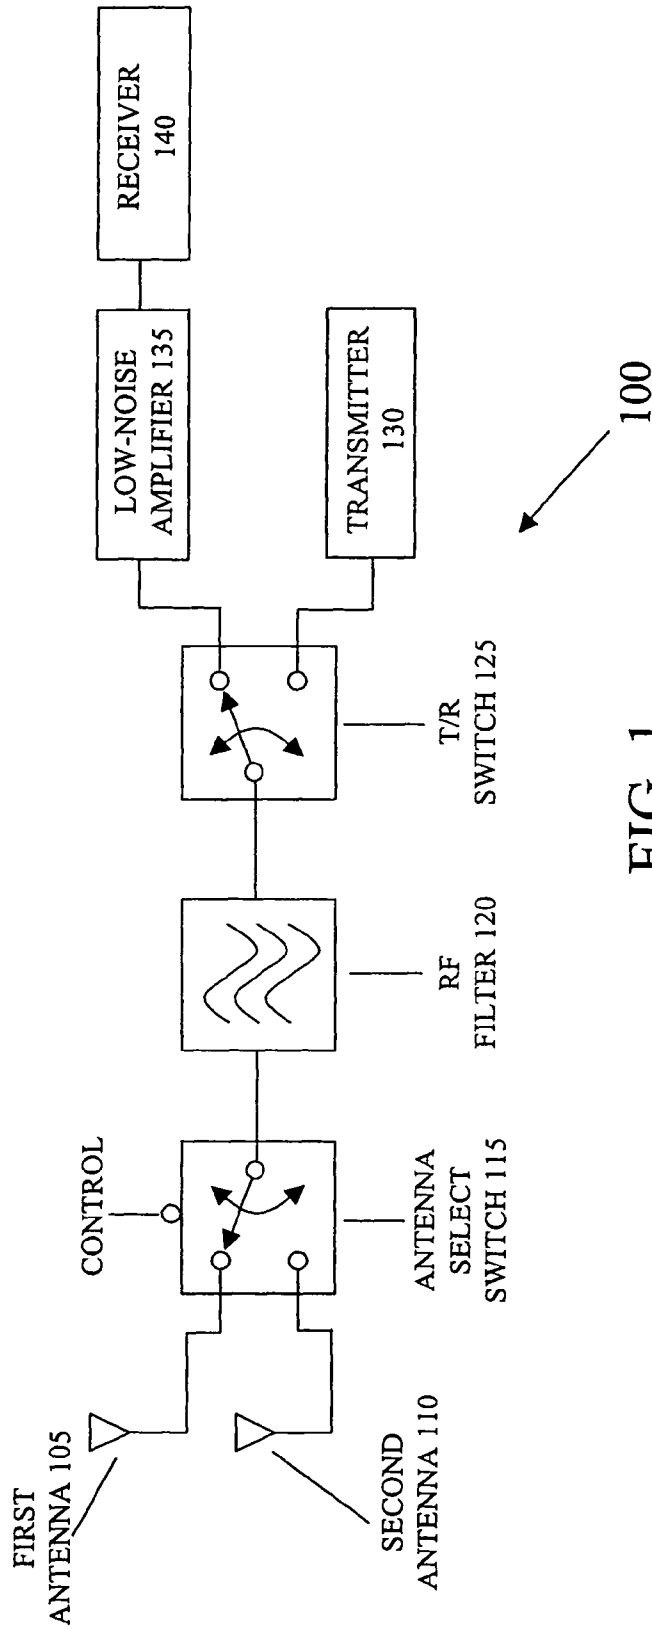 FIRST
ANTENNA 105
SECOND
ANTENNA 110
CONTROL
ANTENNA
SELECT
SWITCH 115
RF
FILTER 120
T/R
SWITCH 125
LOW-NOISE
AMPLIFIER 135
TRANSMITTER
130
RECEIVER
140
100
FIG. 1